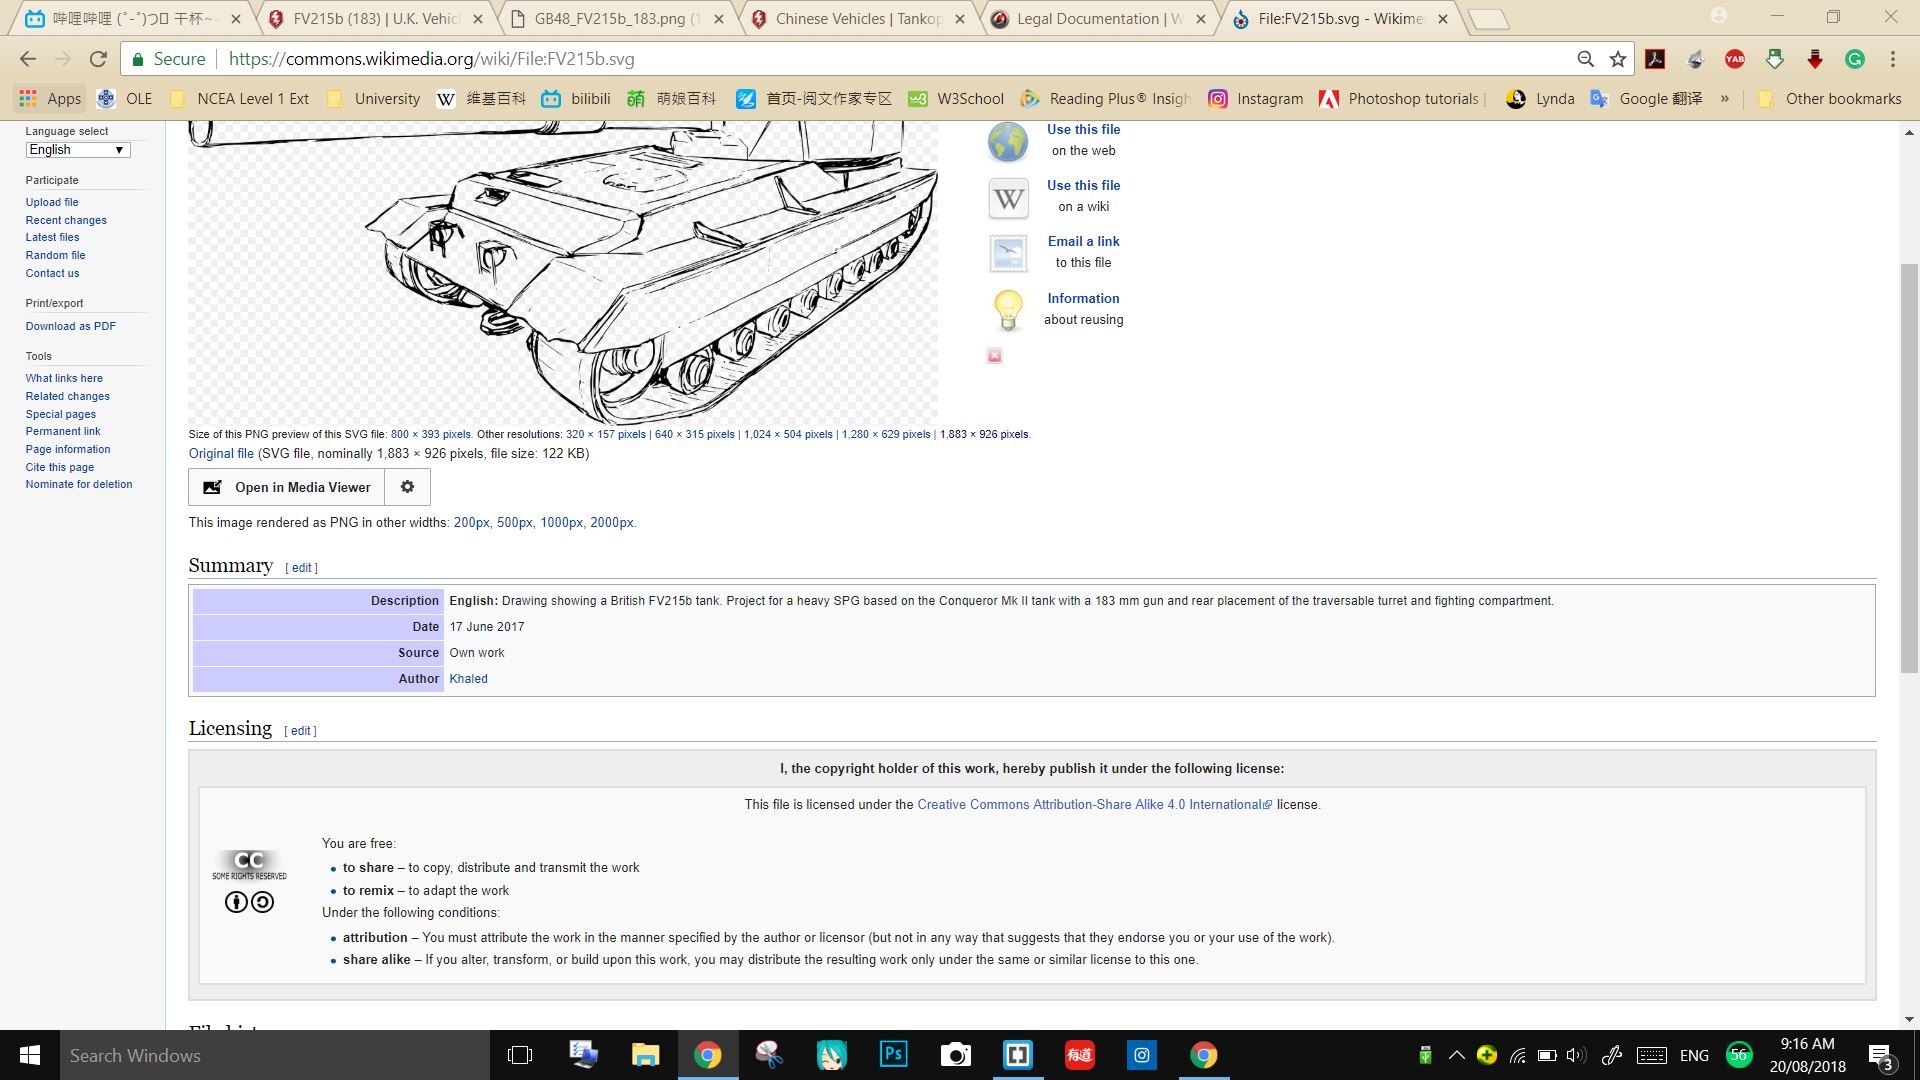 哔哩哔哩 (゜-゜)つロ 干杯~-
FV215b (183) | U.K. Vehicl
GB48_FV215b_183.png (1
Chinese Vehicles | Tankop
Legal Documentation | W
File:FV215b.svg - Wikime
Secure
https://commons.wikimedia.org/wiki/File:FV215b.svg
YAB
Apps
OLE
NCEA Level 1 Ext
University
W 维基百科
bilibili
萌 萌娘百科
首页-阅文作家专区
W3School
Reading Plus® Insigh
Instagram
Photoshop tutorials |
Lynda
Google 翻译
»
Other bookmarks
Language select
English
Participate
Upload file
Recent changes
Latest files
Random file
Contact us
Print/export
Download as PDF
Tools
What links here
Related changes
Special pages
Permanent link
Page information
Cite this page
Nominate for deletion
Use this file
on the web
W
Use this file
on a wiki
Email a link
to this file
Information
about reusing
Size of this PNG preview of this SVG file: 800 × 393 pixels. Other resolutions: 320 × 157 pixels | 640 × 315 pixels | 1,024 × 504 pixels | 1,280 × 629 pixels | 1,883 × 926 pixels.
Original file (SVG file, nominally 1,883 × 926 pixels, file size: 122 KB)
Open in Media Viewer
This image rendered as PNG in other widths: 200px, 500px, 1000px, 2000px.
Summary [ edit ]
Description English: Drawing showing a British FV215b tank. Project for a heavy SPG based on the Conqueror Mk II tank with a 183 mm gun and rear placement of the traversable turret and fighting compartment.
Date 17 June 2017
Source Own work
Author Khaled
Licensing [ edit ]
I, the copyright holder of this work, hereby publish it under the following license:
This file is licensed under the Creative Commons Attribution-Share Alike 4.0 International license.
CC
SOME RIGHTS RESERVED
You are free:
to share – to copy, distribute and transmit the work
to remix – to adapt the work
Under the following conditions:
attribution – You must attribute the work in the manner specified by the author or licensor (but not in any way that suggests that they endorse you or your use of the work).
share alike – If you alter, transform, or build upon this work, you may distribute the resulting work only under the same or similar license to this one.
Search Windows
Ps
有道
ENG
56
9:16 AM
20/08/2018
3